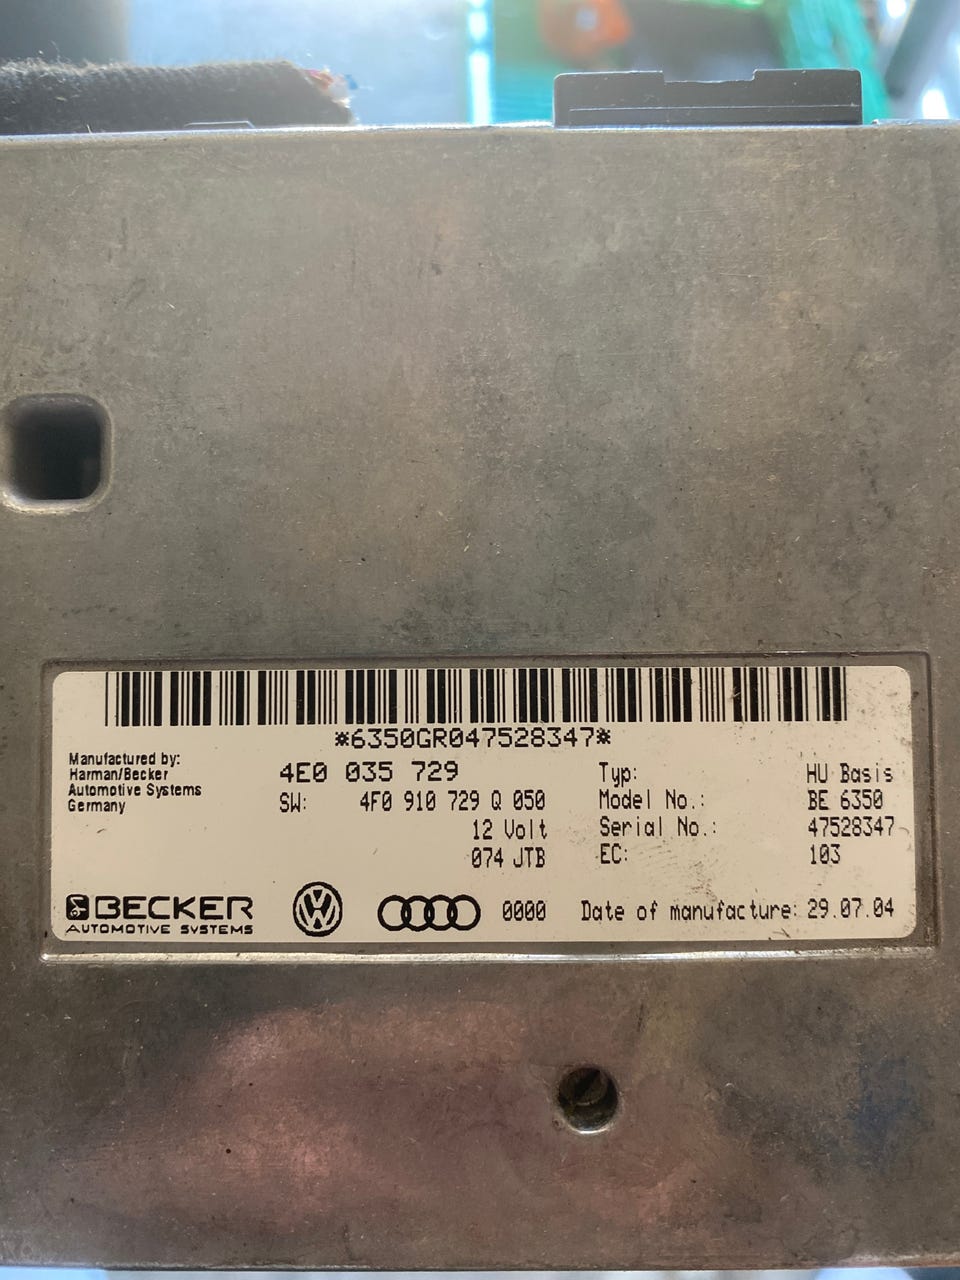 *6350GR047528347*
Manufactured by:
Harman/Becker
Automotive Systems
Germany
4E0 035 729
SW: 4F0 910 729 Q 050
12 Volt
074 JTB
Typ: HU Basis
Model No.: BE 6350
Serial No.: 47528347
EC: 103
BECKER
AUTOMOTIVE SYSTEMS
0000
Date of manufacture: 29.07.04